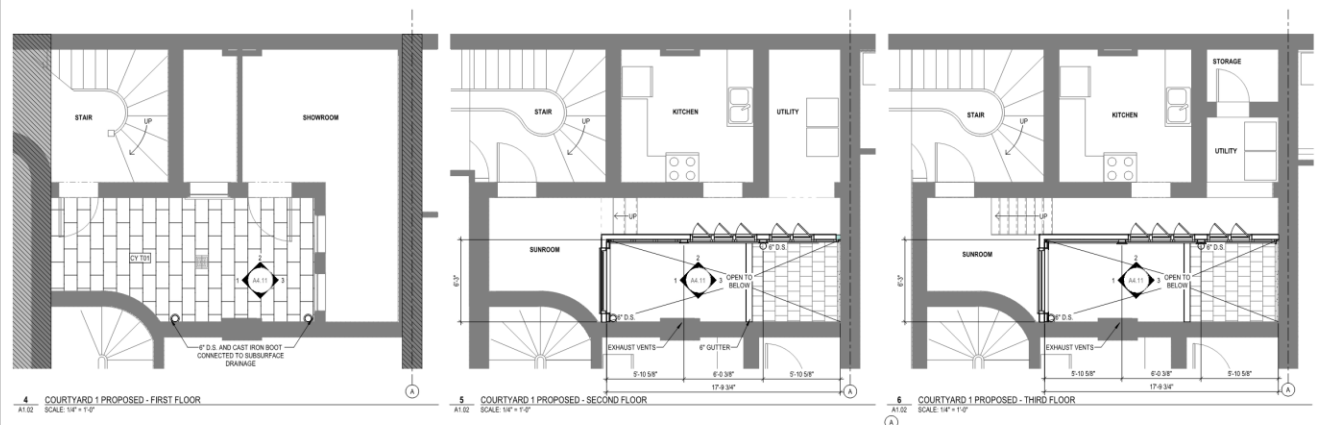 STAIR
UP
SHOWROOM
CY T01
2
1 A4.11 3
6" D.S. AND CAST IRON BOOT
CONNECTED TO SUBSURFACE
DRAINAGE
A
4 COURTYARD 1 PROPOSED - FIRST FLOOR
A1.02 SCALE: 1/4" = 1'-0"
STAIR
UP
KITCHEN
UTILITY
UP
SUNROOM
6" D.S.
2
1 A4.11 3
OPEN TO
BELOW
6'-3"
6" D.S.
EXHAUST VENTS
6" GUTTER
5'-10 5/8"
6'-0 3/8"
5'-10 5/8"
17'-9 3/4"
A
5 COURTYARD 1 PROPOSED - SECOND FLOOR
A1.02 SCALE: 1/4" = 1'-0"
STORAGE
STAIR
UP
KITCHEN
UTILITY
UP
SUNROOM
6" D.S.
2
1 A4.11 3
OPEN TO
BELOW
6'-3"
6" D.S.
EXHAUST VENTS
5'-10 5/8"
6'-0 3/8"
5'-10 5/8"
17'-9 3/4"
A
6 COURTYARD 1 PROPOSED - THIRD FLOOR
A1.02 SCALE: 1/4" = 1'-0"
A